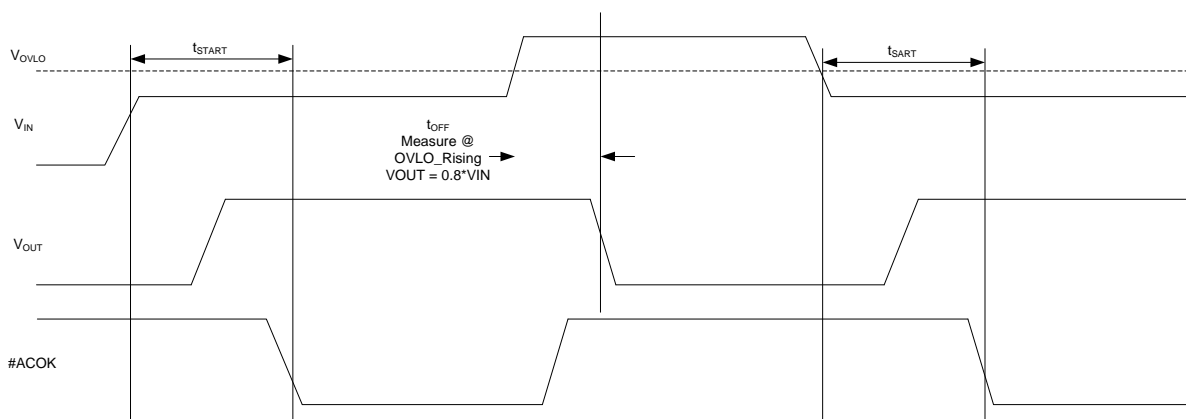 tSTART
VOVLO
tSART
VIN
tOFF
Measure @
OVLO_Rising
VOUT = 0.8*VIN
VOUT
#ACOK